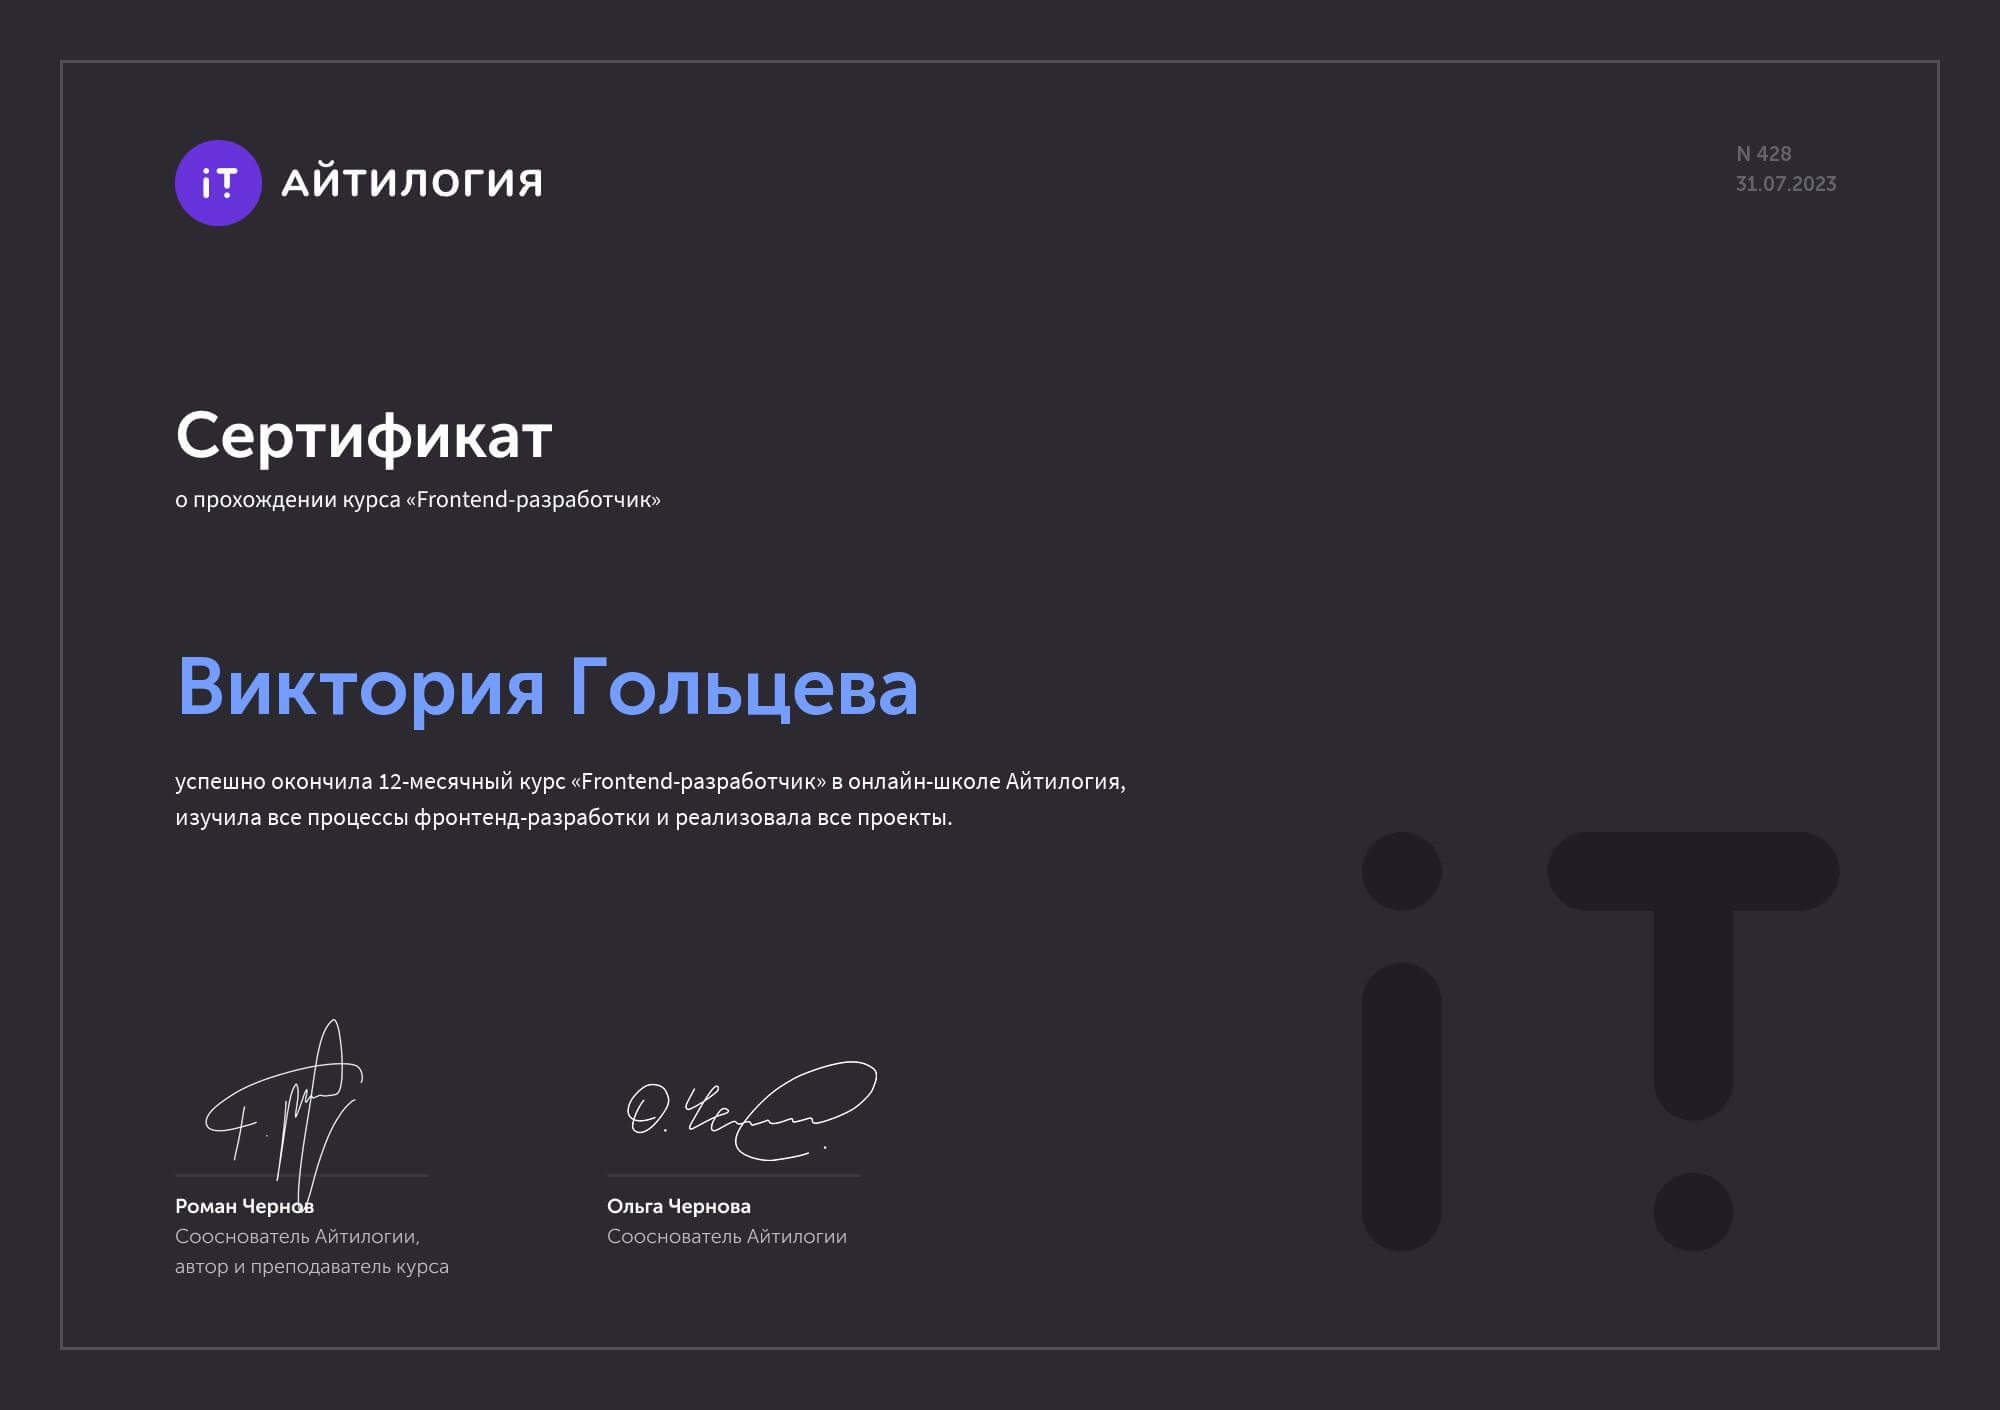 iT АЙТИЛОГИЯ
N 428
31.07.2023
Сертификат
о прохождении курса «Frontend-разработчик»
Виктория Гольцева
успешно окончила 12-месячный курс «Frontend-разработчик» в онлайн-школе Айтилогия,
изучила все процессы фронтенд-разработки и реализовала все проекты.
О. Чернова
Роман Чернов
Сооснователь Айтилогии,
автор и преподаватель курса
Ольга Чернова
Сооснователь Айтилогии
iT